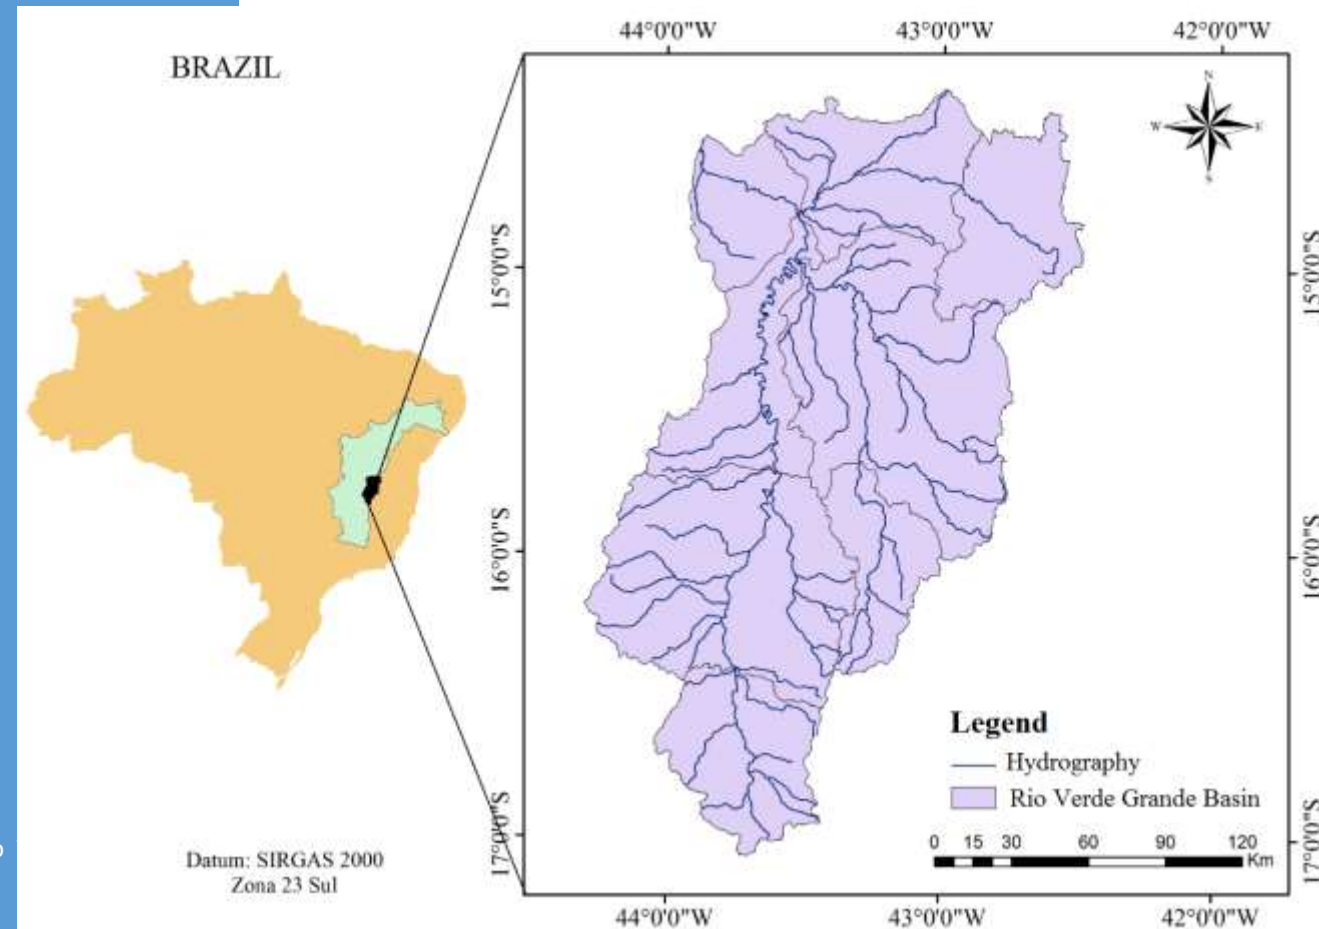 BRAZIL
44°0'0"W 43°0'0"W 42°0'0"W
N
W E
S
15°0'0"S 15°0'0"S
16°0'0"S 16°0'0"S
17°0'0"S 17°0'0"S
Legend
Hydrography
Rio Verde Grande Basin
0 15 30 60 90 120
Km
Datum: SIRGAS 2000
Zona 23 Sul
44°0'0"W 43°0'0"W 42°0'0"W